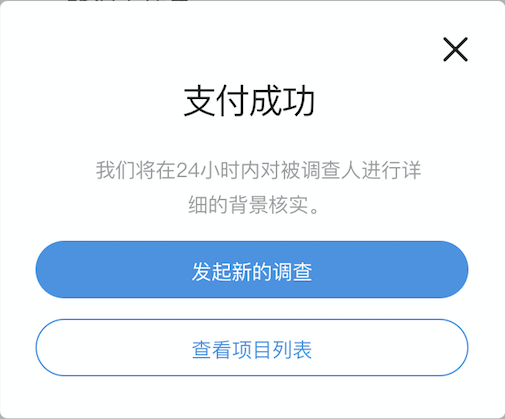 支付成功
我们将在24小时内对被调查人进行详
细的背景核实。
发起新的调查
查看项目列表